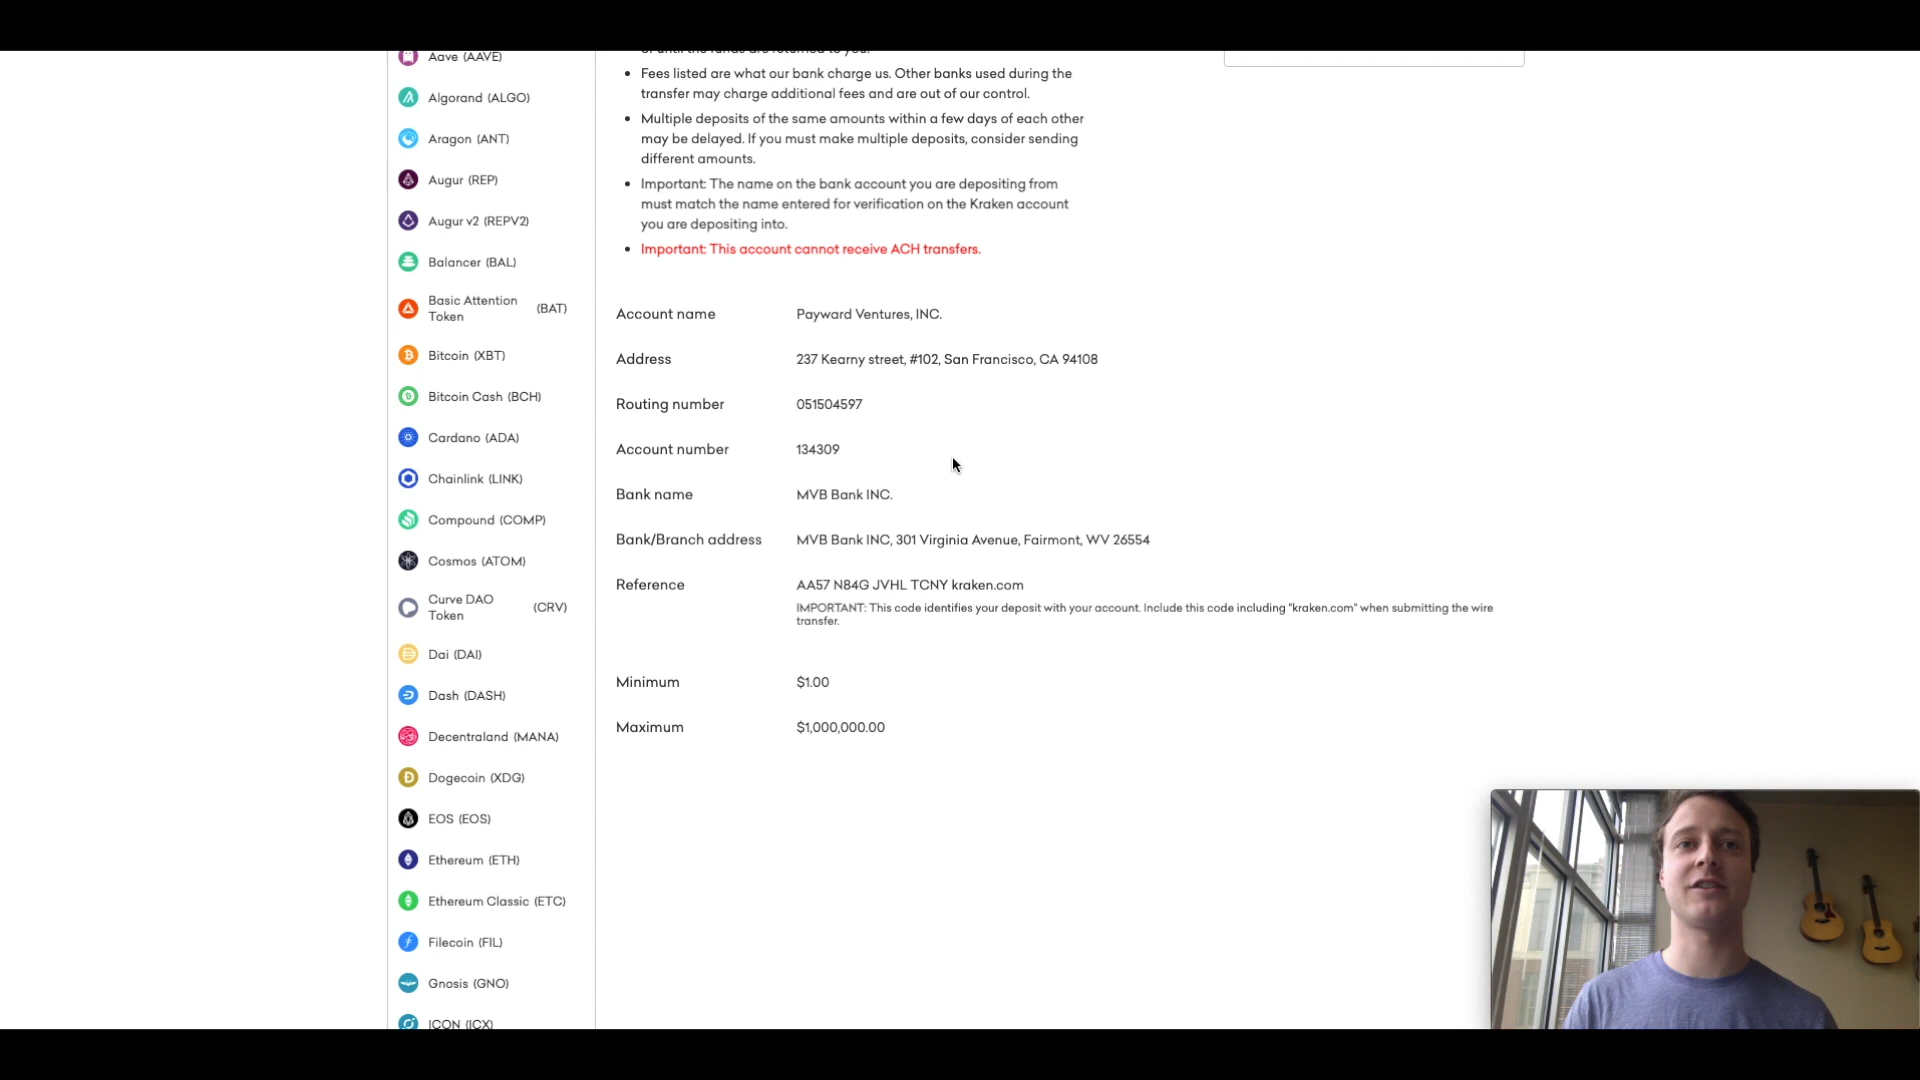 Aave (AAVE)
Algorand (ALGO)
Aragon (ANT)
Augur (REP)
Augur v2 (REPV2)
Balancer (BAL)
Basic Attention
Token (BAT)
Bitcoin (XBT)
Bitcoin Cash (BCH)
Cardano (ADA)
Chainlink (LINK)
Compound (COMP)
Cosmos (ATOM)
Curve DAO
Token (CRV)
Dai (DAI)
Dash (DASH)
Decentraland (MANA)
Dogecoin (XDG)
EOS (EOS)
Ethereum (ETH)
Ethereum Classic (ETC)
Filecoin (FIL)
Gnosis (GNO)
ICON (ICX)
or until the funds are returned to you.
• Fees listed are what our bank charge us. Other banks used during the
transfer may charge additional fees and are out of our control.
• Multiple deposits of the same amounts within a few days of each other
may be delayed. If you must make multiple deposits, consider sending
different amounts.
• Important: The name on the bank account you are depositing from
must match the name entered for verification on the Kraken account
you are depositing into.
• Important: This account cannot receive ACH transfers.
Account name Payward Ventures, INC.
Address 237 Kearny street, #102, San Francisco, CA 94108
Routing number 051504597
Account number 134309
Bank name MVB Bank INC.
Bank/Branch address MVB Bank INC, 301 Virginia Avenue, Fairmont, WV 26554
Reference AA57 N84G JVHL TCNY kraken.com
IMPORTANT: This code identifies your deposit with your account. Include this code including "kraken.com" when submitting the wire
transfer.
Minimum $1.00
Maximum $1,000,000.00